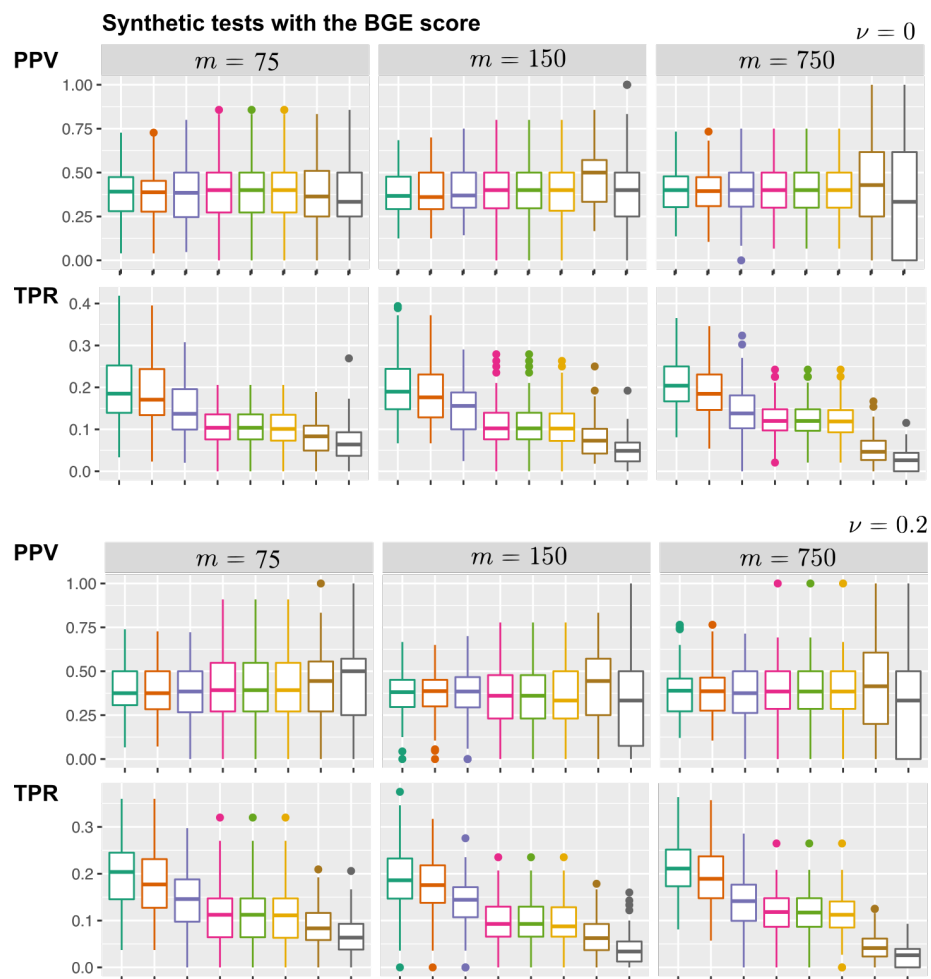 Synthetic tests with the BGE score
ν = 0
PPV
m = 75
m = 150
m = 750
1.00
0.75
0.50
0.25
0.00
TPR
0.4
0.3
0.2
0.1
0.0
ν = 0.2
PPV
m = 75
m = 150
m = 750
1.00
0.75
0.50
0.25
0.00
TPR
0.3
0.2
0.1
0.0